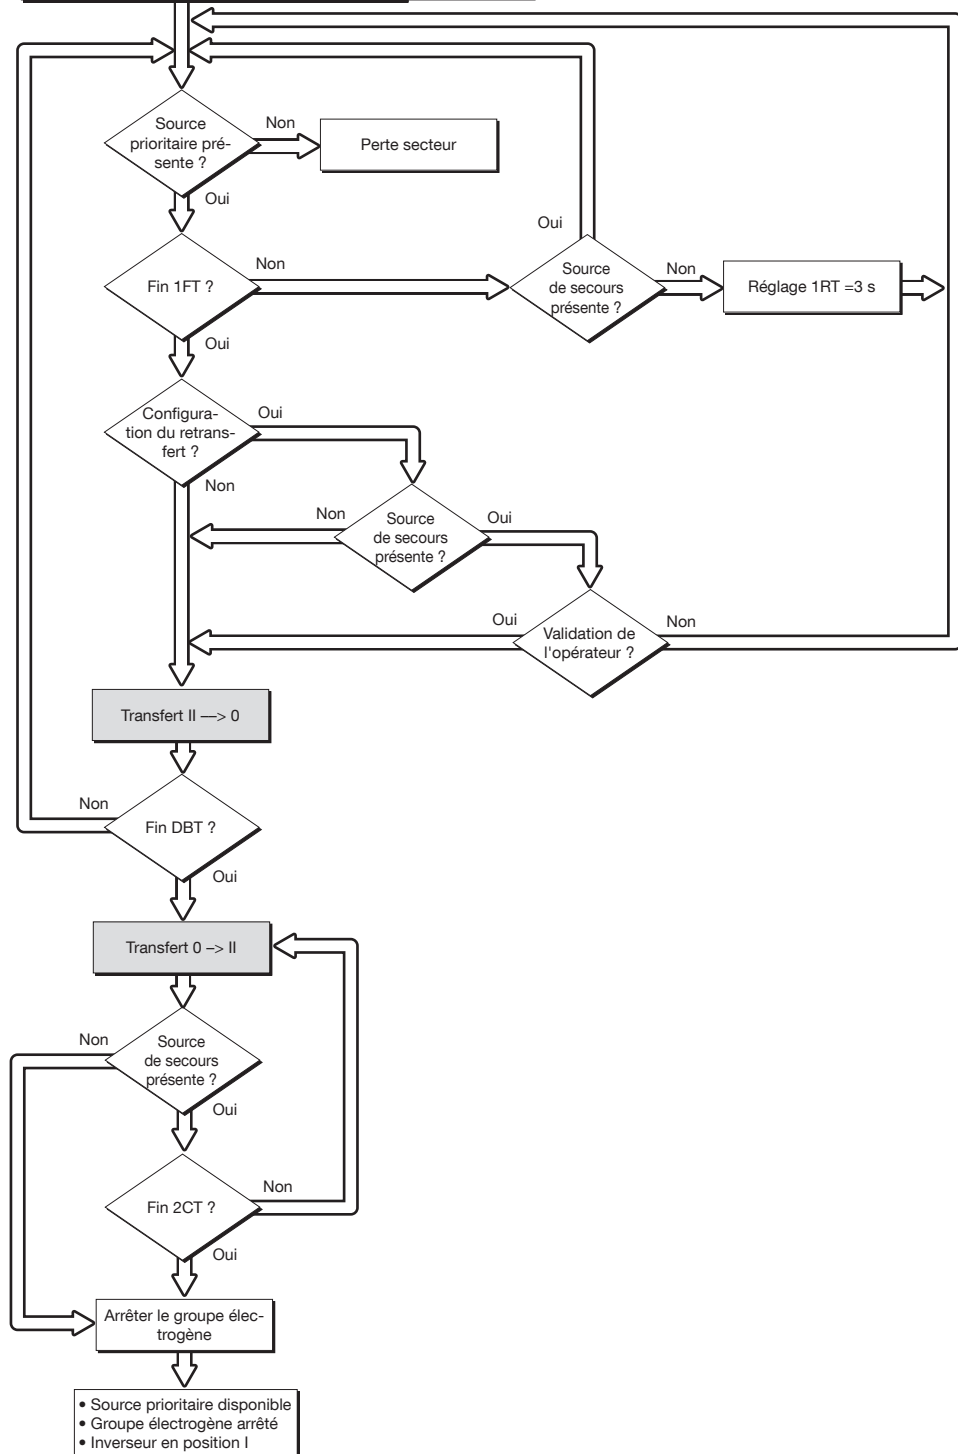 Source
prioritaire pré-
sente ?
Non
Perte secteur
Oui
Fin 1FT ?
Non
Oui
Source
de secours
présente ?
Non
Réglage 1RT =3 s
Oui
Configura-
tion du retrans-
fert ?
Oui
Non
Non
Source
de secours
présente ?
Oui
Oui
Validation de
l'opérateur ?
Non
Transfert II —> 0
Non
Fin DBT ?
Oui
Transfert 0 –> II
Non
Source
de secours
présente ?
Oui
Fin 2CT ?
Non
Oui
Arrêter le groupe élec-
trogène
• Source prioritaire disponible
• Groupe électrogène arrêté
• Inverseur en position I